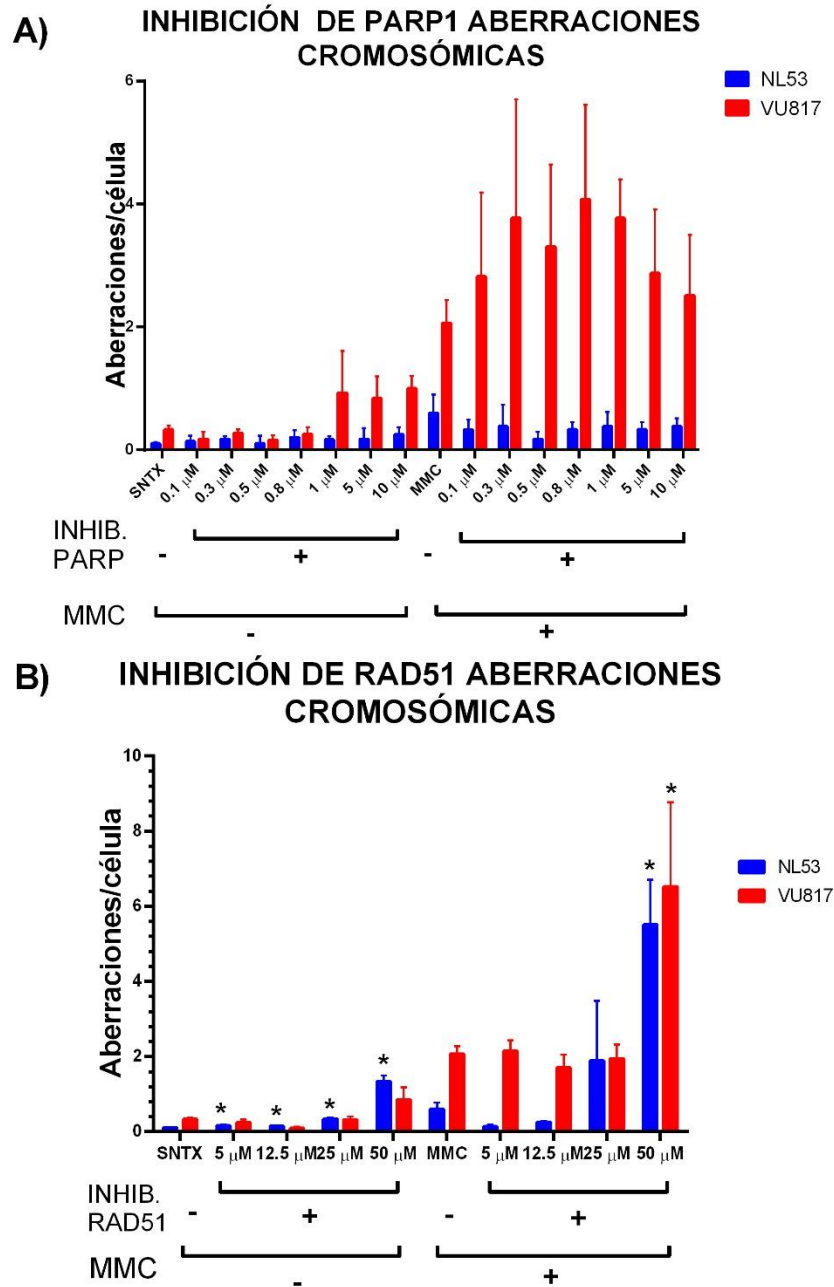 A)
INHIBICIÓN DE PARP1 ABERRACIONES
CROMOSÓMICAS
NL53
VU817
Aberraciones/célula
6
4
2
0
SNTX 0.1 µM 0.3 µM 0.5 µM 0.8 µM 1 µM 5 µM 10 µM MMC 0.1 µM 0.3 µM 0.5 µM 0.8 µM 1 µM 5 µM 10 µM
INHIB.
PARP - + - +
MMC - +
B)
INHIBICIÓN DE RAD51 ABERRACIONES
CROMOSÓMICAS
NL53
VU817
Aberraciones/célula
10
8
6
4
2
0
* * * * * *
SNTX 5 µM 12.5 µM 25 µM 50 µM MMC 5 µM 12.5 µM 25 µM 50 µM
INHIB.
RAD51 - + - +
MMC - +